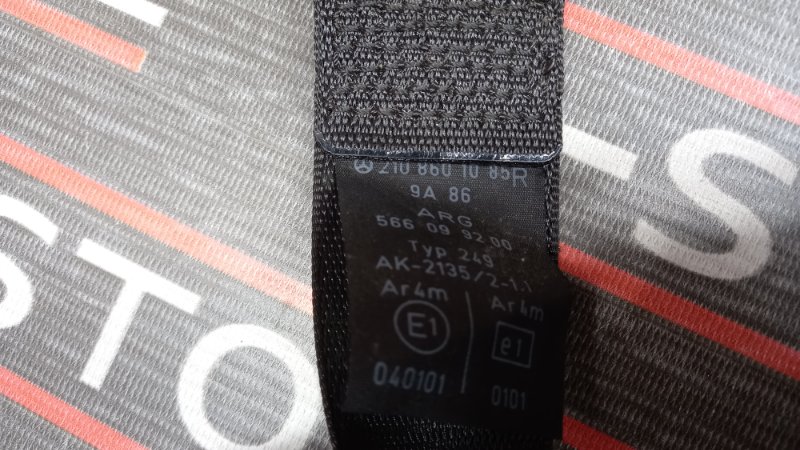 210 860 10 85R
9A 86
ARG
566 09 92 00
Typ 249
AK-2135/2-1.1
Ar4m
Ar4m
E1
e1
040101
0101
-S
STO